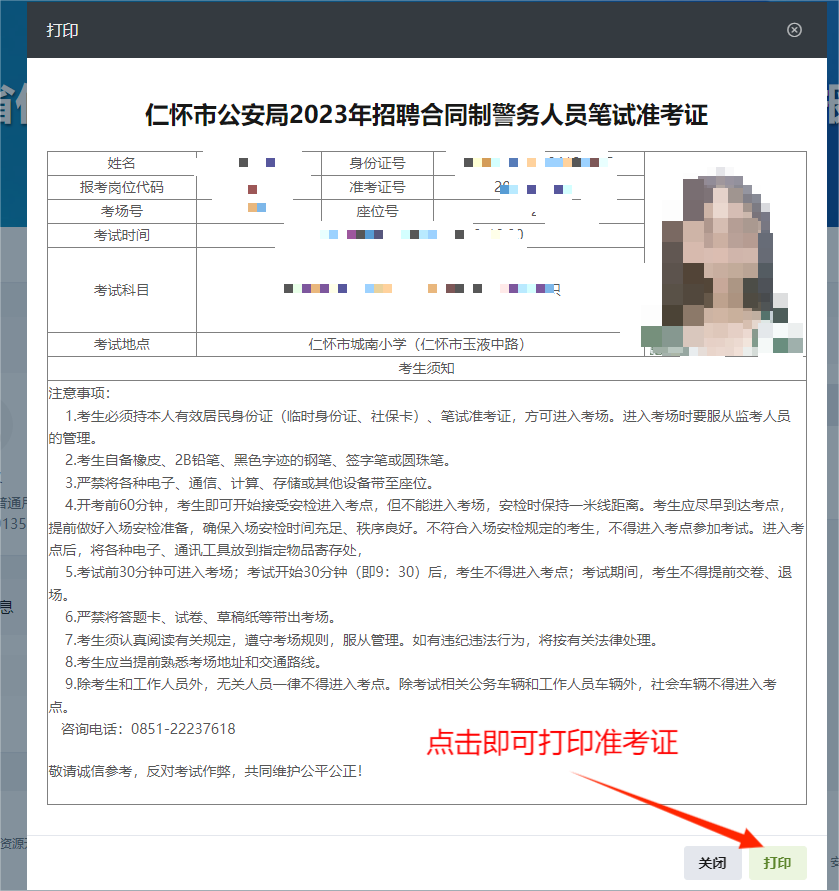 打印
仁怀市公安局2023年招聘合同制警务人员笔试准考证
姓名
身份证号
报考岗位代码
准考证号
考场号
座位号
考试时间
考试科目
考试地点
仁怀市城南小学（仁怀市玉液中路）
考生须知
注意事项：
1.考生必须持本人有效居民身份证（临时身份证、社保卡）、笔试准考证，方可进入考场。进入考场时要服从监考人员
的管理。
2.考生自备橡皮、2B铅笔、黑色字迹的钢笔、签字笔或圆珠笔。
3.严禁将各种电子、通信、计算、存储或其他设备带至座位。
4.开考前60分钟，考生即可开始接受安检进入考点，但不能进入考场，安检时保持一米线距离。考生应尽早到达考点，
提前做好入场安检准备，确保入场安检时间充足、秩序良好。不符合入场安检规定的考生，不得进入考点参加考试。进入考
点后，将各种电子、通讯工具放到指定物品寄存处，
5.考试前30分钟可进入考场；考试开始30分钟（即9：30）后，考生不得进入考点；考试期间，考生不得提前交卷、退
场。
6.严禁将答题卡、试卷、草稿纸等带出考场。
7.考生须认真阅读有关规定，遵守考场规则，服从管理。如有违纪违法行为，将按有关法律处理。
8.考生应当提前熟悉考场地址和交通路线。
9.除考生和工作人员外，无关人员一律不得进入考点。除考试相关公务车辆和工作人员车辆外，社会车辆不得进入考
点。
咨询电话：0851-22237618
点击即可打印准考证
敬请诚信参考，反对考试作弊，共同维护公平公正！
关闭
打印